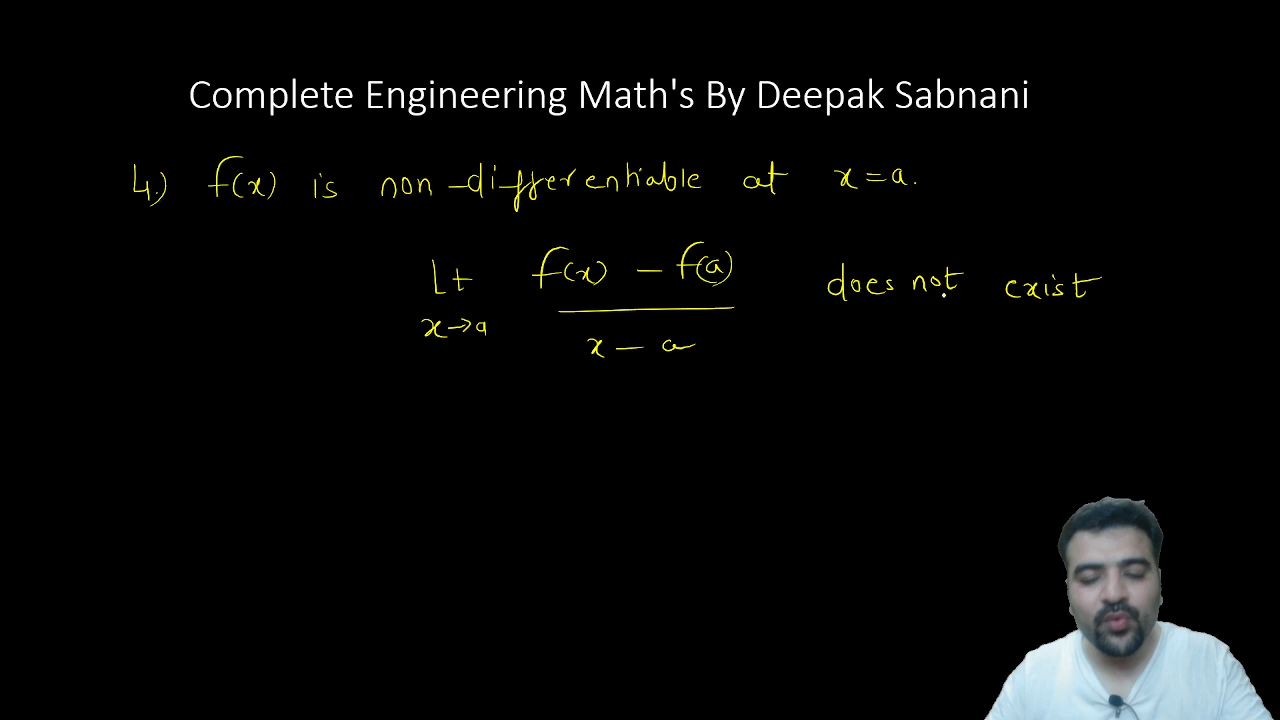 Complete Engineering Math's By Deepak Sabnani
4.) f(x) is non-differentiable at x=a.
Lt f(x) - f(a) does not exist
x→a x - a